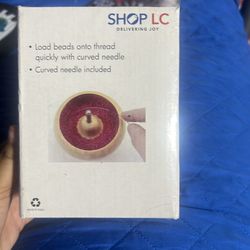 SHOP LC
DELIVERING JOY
• Load beads onto thread
quickly with curved needle
• Curved needle included